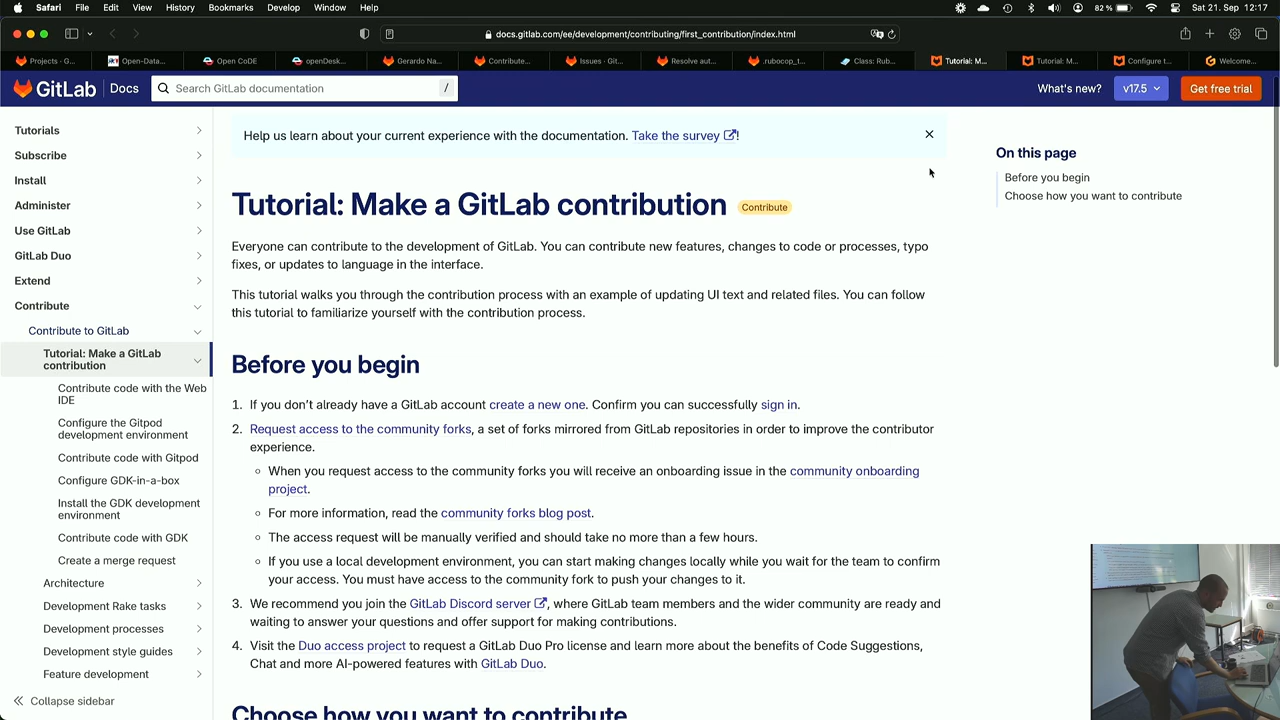 Safari File Edit View History Bookmarks Develop Window Help 82 % Sat 21. Sep 12:17
docs.gitlab.com/ee/development/contributing/first_contribution/index.html
Projects · G... Open-Data... Open CoDE openDesk... Gerardo Na... Contribute... Issues · Git... Resolve aut... .rubocop_t... Class: Rub... Tutorial: M... Tutorial: M... Configure t... Welcome...
GitLab Docs Search GitLab documentation / What's new? v17.5 Get free trial
Tutorials
Subscribe
Install
Administer
Use GitLab
GitLab Duo
Extend
Contribute
Contribute to GitLab
Tutorial: Make a GitLab
contribution
Contribute code with the Web
IDE
Configure the Gitpod
development environment
Contribute code with Gitpod
Configure GDK-in-a-box
Install the GDK development
environment
Contribute code with GDK
Create a merge request
Architecture
Development Rake tasks
Development processes
Development style guides
Feature development
Collapse sidebar
Help us learn about your current experience with the documentation. Take the survey!
Tutorial: Make a GitLab contribution Contribute
Everyone can contribute to the development of GitLab. You can contribute new features, changes to code or processes, typo
fixes, or updates to language in the interface.
This tutorial walks you through the contribution process with an example of updating UI text and related files. You can follow
this tutorial to familiarize yourself with the contribution process.
Before you begin
1. If you don't already have a GitLab account create a new one. Confirm you can successfully sign in.
2. Request access to the community forks, a set of forks mirrored from GitLab repositories in order to improve the contributor
experience.
◦ When you request access to the community forks you will receive an onboarding issue in the community onboarding
project.
◦ For more information, read the community forks blog post.
◦ The access request will be manually verified and should take no more than a few hours.
◦ If you use a local development environment, you can start making changes locally while you wait for the team to confirm
your access. You must have access to the community fork to push your changes to it.
3. We recommend you join the GitLab Discord server, where GitLab team members and the wider community are ready and
waiting to answer your questions and offer support for making contributions.
4. Visit the Duo access project to request a GitLab Duo Pro license and learn more about the benefits of Code Suggestions,
Chat and more AI-powered features with GitLab Duo.
Choose how you want to contribute
On this page
Before you begin
Choose how you want to contribute